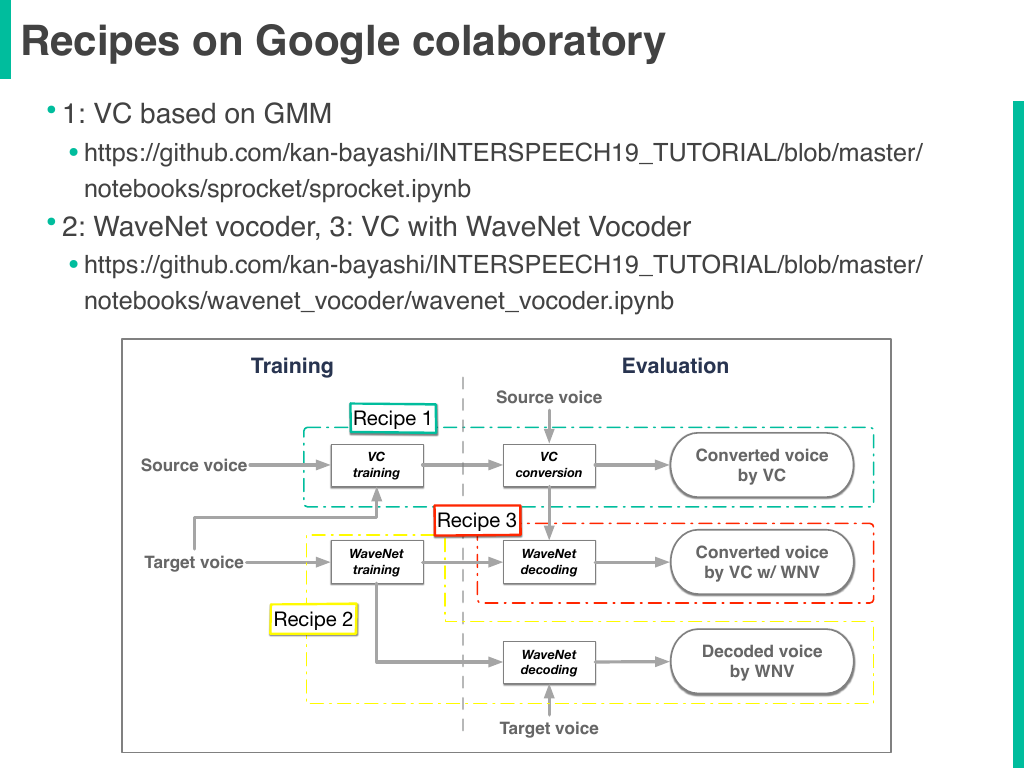 Recipes on Google colaboratory
1: VC based on GMM
https://github.com/kan-bayashi/INTERSPEECH19_TUTORIAL/blob/master/
notebooks/sprocket/sprocket.ipynb
2: WaveNet vocoder, 3: VC with WaveNet Vocoder
https://github.com/kan-bayashi/INTERSPEECH19_TUTORIAL/blob/master/
notebooks/wavenet_vocoder/wavenet_vocoder.ipynb
Training
Evaluation
Source voice
Recipe 1
Source voice
VC
training
VC
conversion
Converted voice
by VC
Recipe 3
Target voice
WaveNet
training
WaveNet
decoding
Converted voice
by VC w/ WNV
Recipe 2
WaveNet
decoding
Decoded voice
by WNV
Target voice